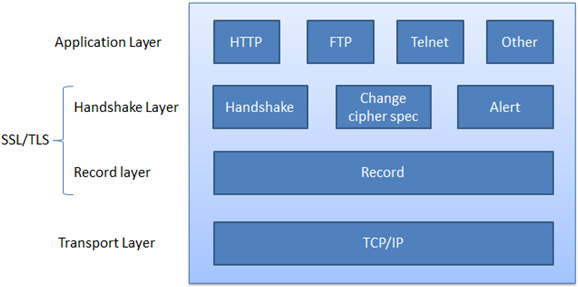 Application Layer
HTTP
FTP
Telnet
Other
Handshake Layer
Handshake
Change
cipher spec
Alert
SSL/TLS
Record layer
Record
Transport Layer
TCP/IP